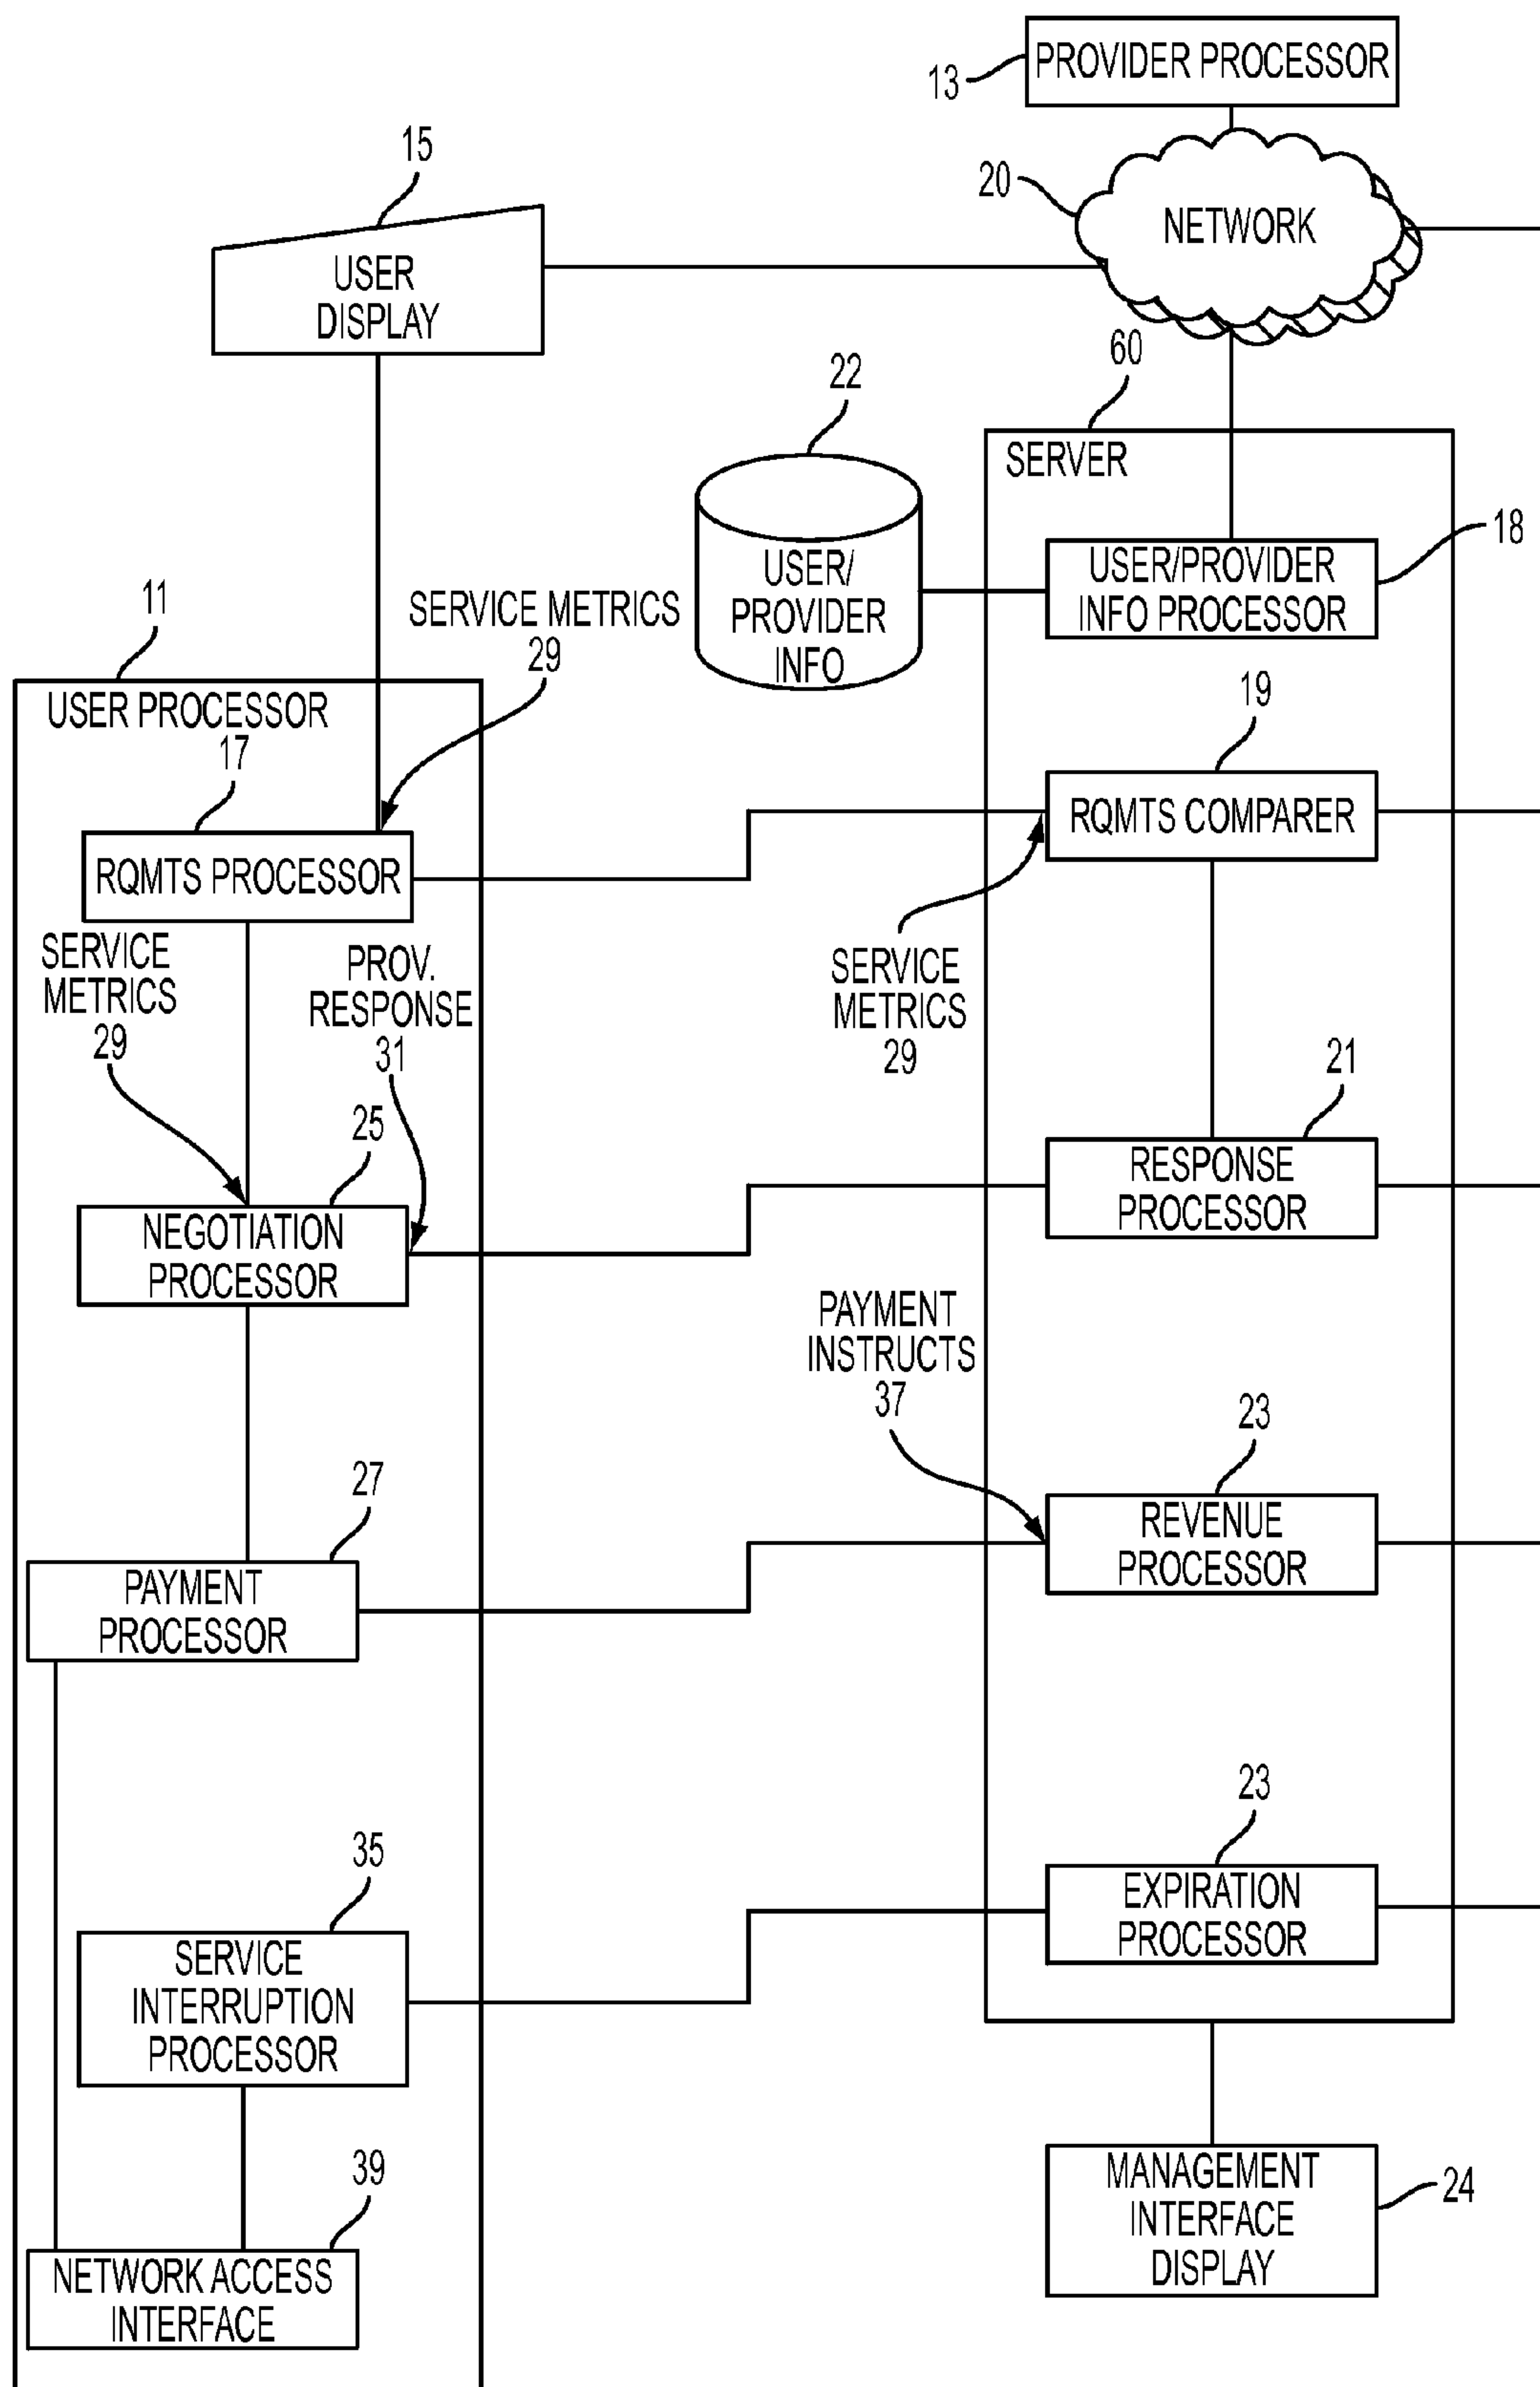 PROVIDER PROCESSOR
13
15
20
NETWORK
USER
DISPLAY
60
22
SERVER
18
USER/PROVIDER
INFO PROCESSOR
USER/
PROVIDER
INFO
11
SERVICE METRICS
29
USER PROCESSOR
17
19
RQMTS COMPARER
RQMTS PROCESSOR
SERVICE
METRICS
29
PROV.
RESPONSE
31
SERVICE
METRICS
29
21
25
RESPONSE
PROCESSOR
NEGOTIATION
PROCESSOR
PAYMENT
INSTRUCTS
37
23
27
REVENUE
PROCESSOR
PAYMENT
PROCESSOR
23
35
EXPIRATION
PROCESSOR
SERVICE
INTERRUPTION
PROCESSOR
39
MANAGEMENT
INTERFACE
DISPLAY
24
NETWORK ACCESS
INTERFACE